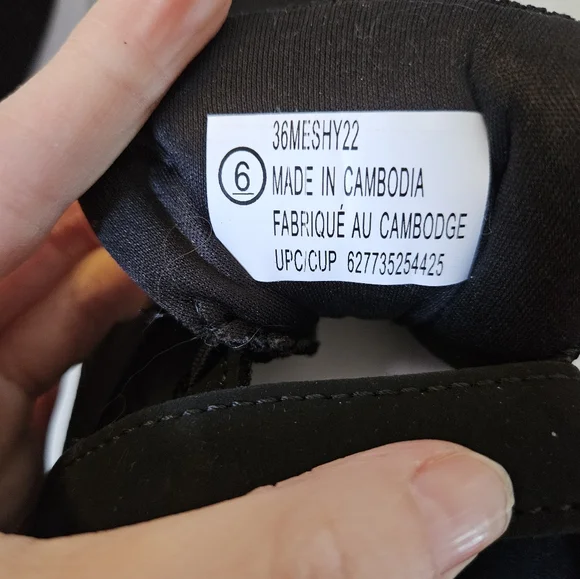 36MESHY22
6
MADE IN CAMBODIA
FABRIQUÉ AU CAMBODGE
UPC/CUP 627735254425